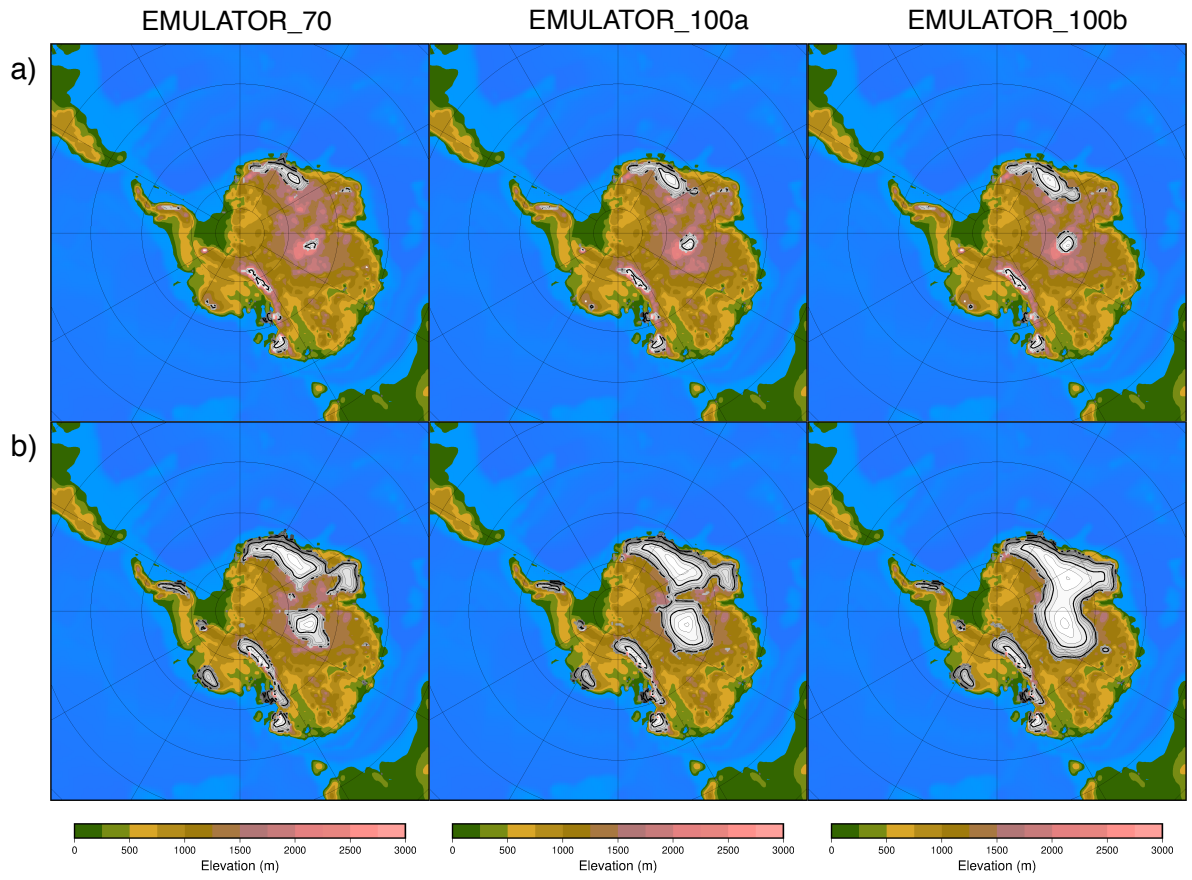 EMULATOR_70 EMULATOR_100a EMULATOR_100b
a)
b)
0 500 1000 1500 2000 2500 3000 0 500 1000 1500 2000 2500 3000 0 500 1000 1500 2000 2500 3000
Elevation (m) Elevation (m) Elevation (m)